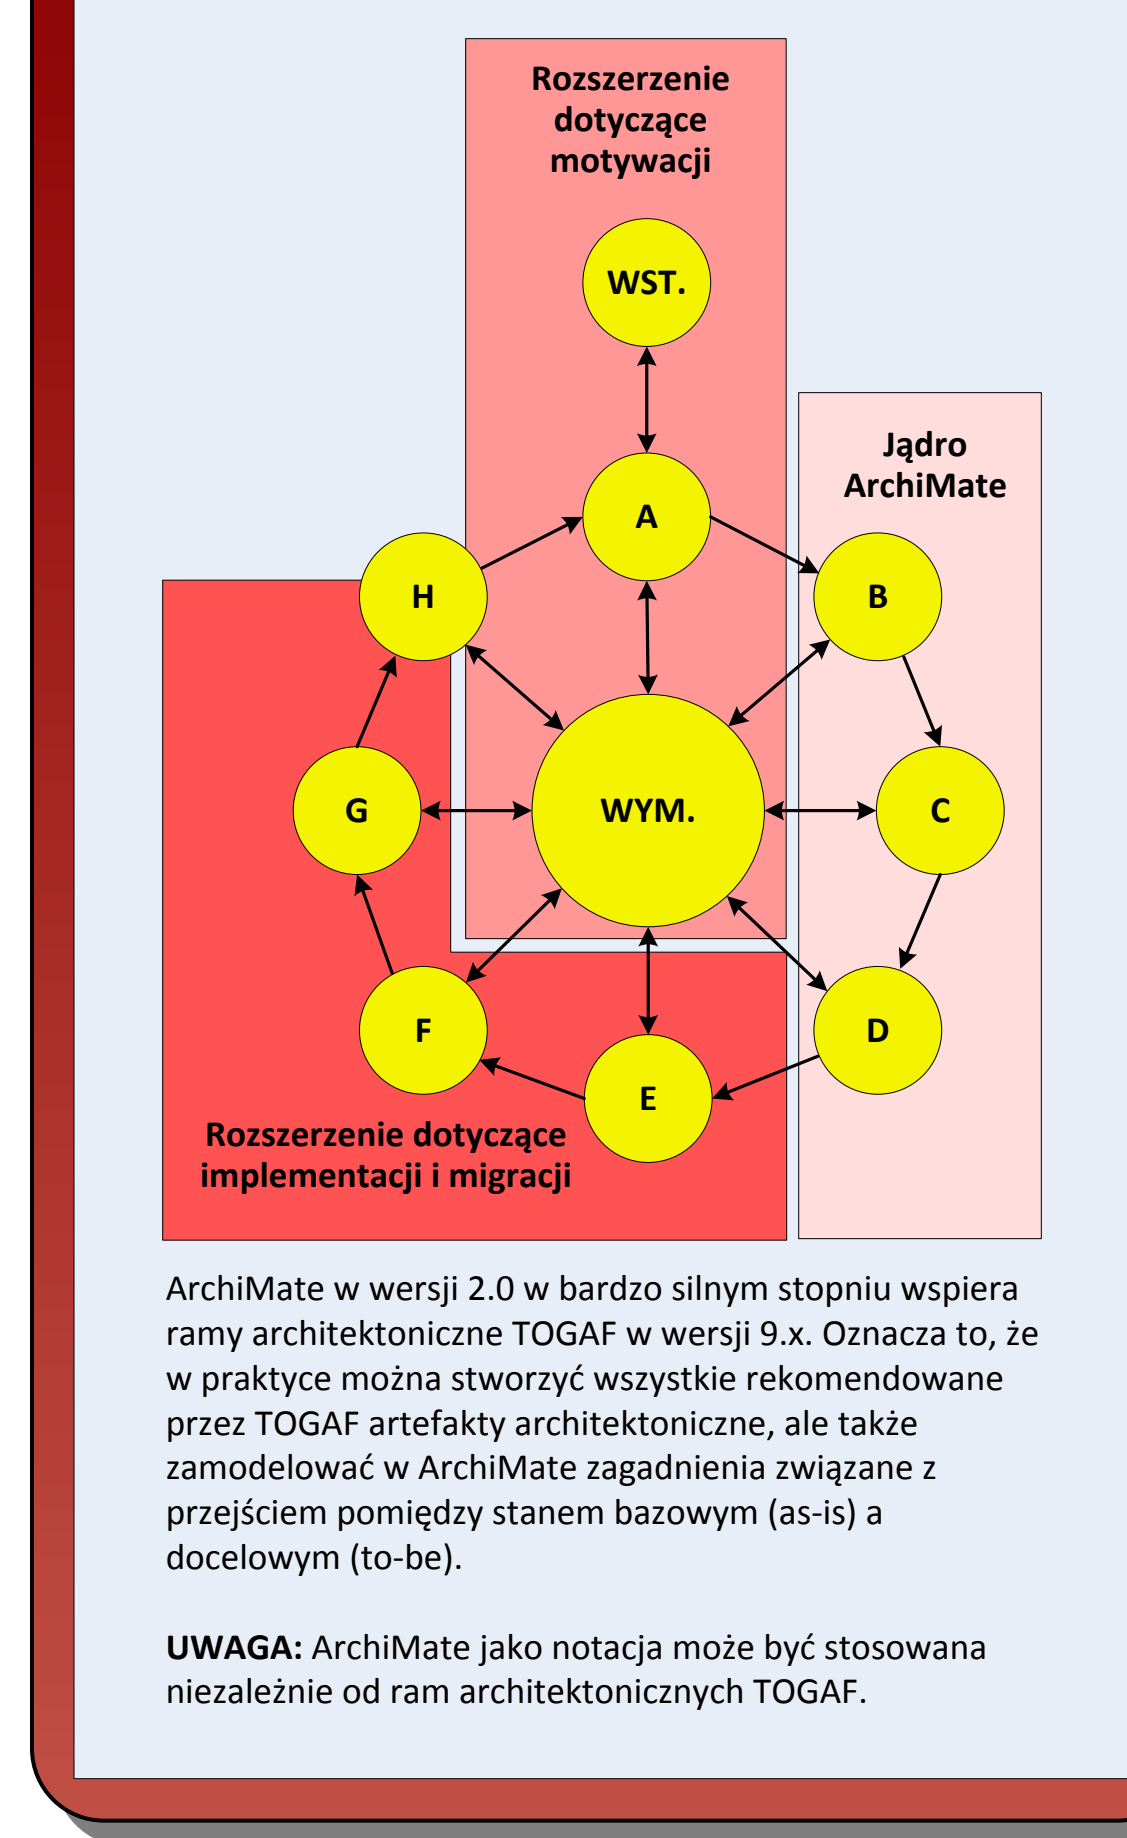 Rozszerzenie
dotyczące
motywacji
WST.
Jądro
ArchiMate
A
H
B
G
WYM.
C
F
D
E
Rozszerzenie dotyczące
implementacji i migracji
ArchiMate w wersji 2.0 w bardzo silnym stopniu wspiera
ramy architektoniczne TOGAF w wersji 9.x. Oznacza to, że
w praktyce można stworzyć wszystkie rekomendowane
przez TOGAF artefakty architektoniczne, ale także
zamodelować w ArchiMate zagadnienia związane z
przejściem pomiędzy stanem bazowym (as-is) a
docelowym (to-be).
UWAGA: ArchiMate jako notacja może być stosowana
niezależnie od ram architektonicznych TOGAF.